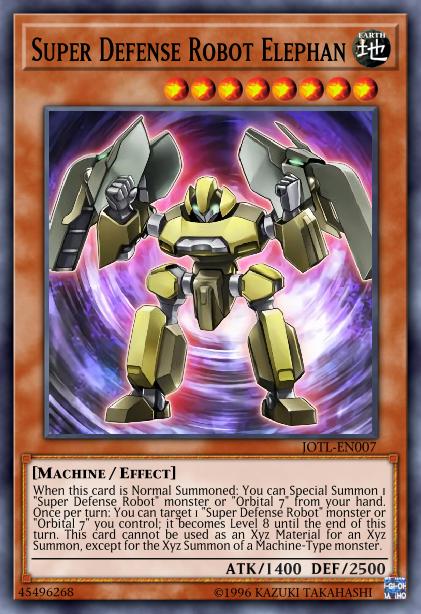 SUPER DEFENSE ROBOT ELEPHAN
EARTH
地
JOTL-EN007
[MACHINE / EFFECT]
When this card is Normal Summoned: You can Special Summon 1
"Super Defense Robot" monster or "Orbital 7" from your hand.
Once per turn: You can target 1 "Super Defense Robot" monster or
"Orbital 7" you control; it becomes Level 8 until the end of this
turn. This card cannot be used as an Xyz Material for an Xyz
Summon, except for the Xyz Summon of a Machine-Type monster.
ATK/1400 DEF/2500
45496268
©1996 KAZUKI TAKAHASHI